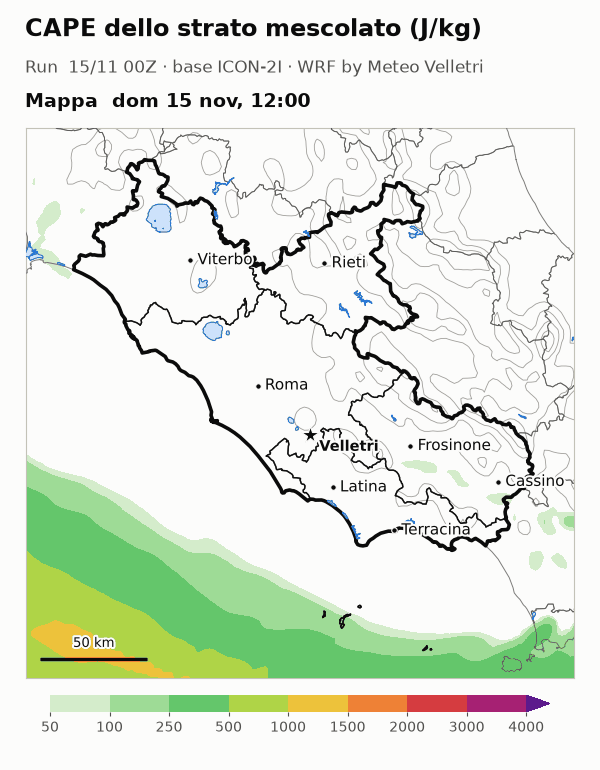 CAPE dello strato mescolato (J/kg)
Run 15/11 00Z · base ICON-2I · WRF by Meteo Velletri
Mappa dom 15 nov, 12:00
Viterbo
Rieti
Roma
Velletri
Frosinone
Cassino
Latina
Terracina
50 km
50 100 250 500 1000 1500 2000 3000 4000